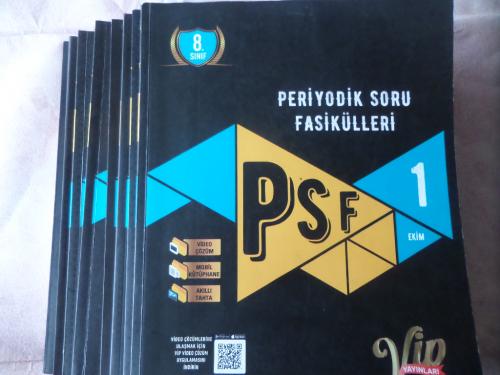 8.
SINIF
PERİYODİK SORU
FASİKÜLLERİ
PSF
1
EKİM
VİDEO
ÇÖZÜM
MOBİL
KÜTÜPHANE
AKILLI
TAHTA
VİDEO ÇÖZÜMLERİNE
ULAŞMAK İÇİN
VİP VİDEO ÇÖZÜM
UYGULAMASINI
İNDİRİN
Vip
YAYINLARI